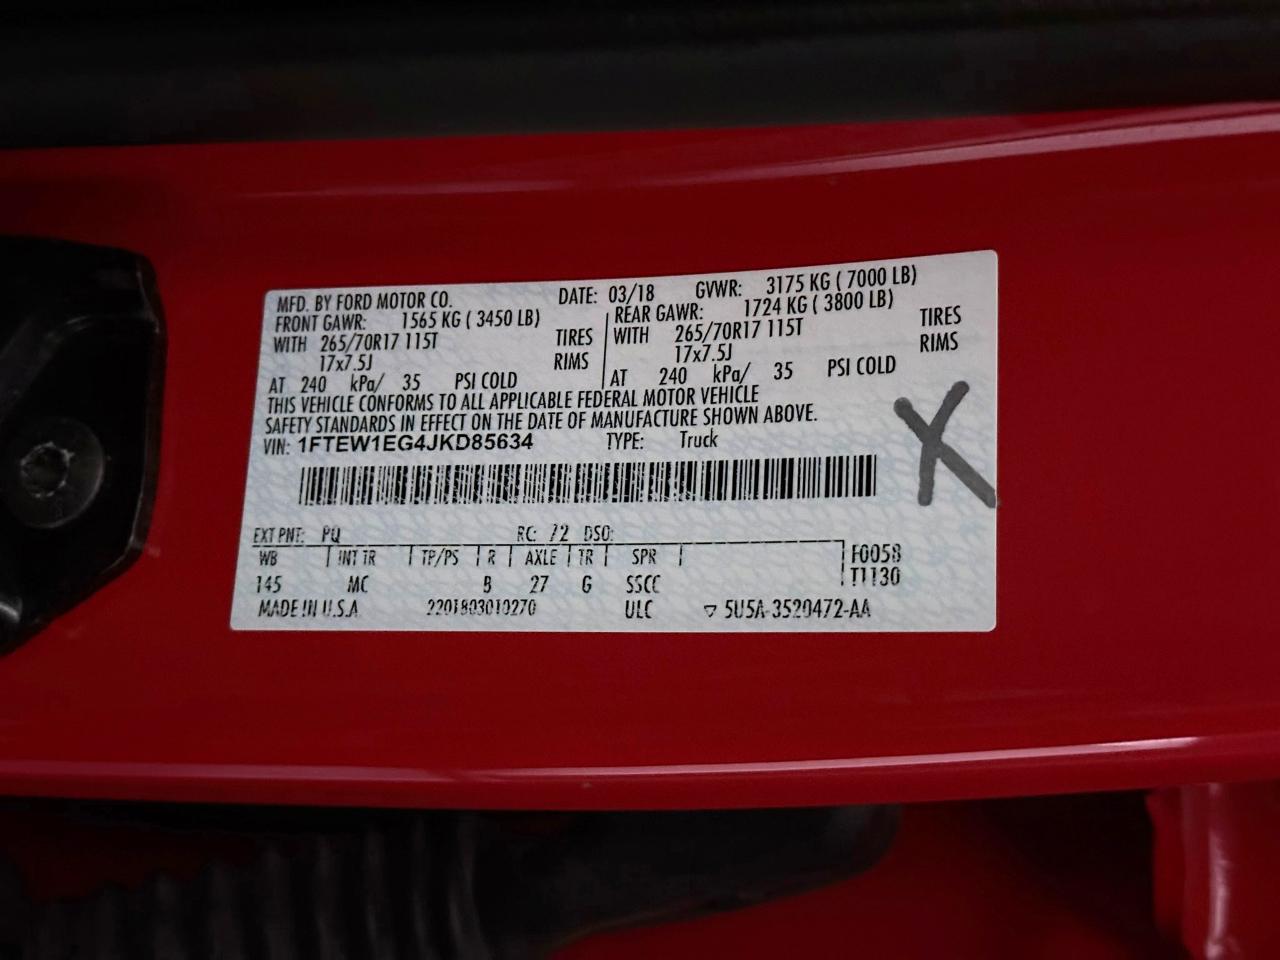 MFD. BY FORD MOTOR CO. DATE: 03/18 GVWR: 3175 KG ( 7000 LB)
FRONT GAWR: 1565 KG ( 3450 LB) REAR GAWR: 1724 KG ( 3800 LB)
WITH 265/70R17 115T TIRES WITH 265/70R17 115T TIRES
17x7.5J RIMS 17x7.5J RIMS
AT 240 kPa/ 35 PSI COLD AT 240 kPa/ 35 PSI COLD
THIS VEHICLE CONFORMS TO ALL APPLICABLE FEDERAL MOTOR VEHICLE
SAFETY STANDARDS IN EFFECT ON THE DATE OF MANUFACTURE SHOWN ABOVE.
VIN: 1FTEW1EG4JKD85634 TYPE: Truck
X
EXT PNT: PQ RC: 72 DSO:
WB INT TR TP/PS R AXLE TR SPR F0058
145 MC B 27 G SSCC T1130
MADE IN U.S.A. 2201803010270 ULC ▽ 5U5A-3520472-AA